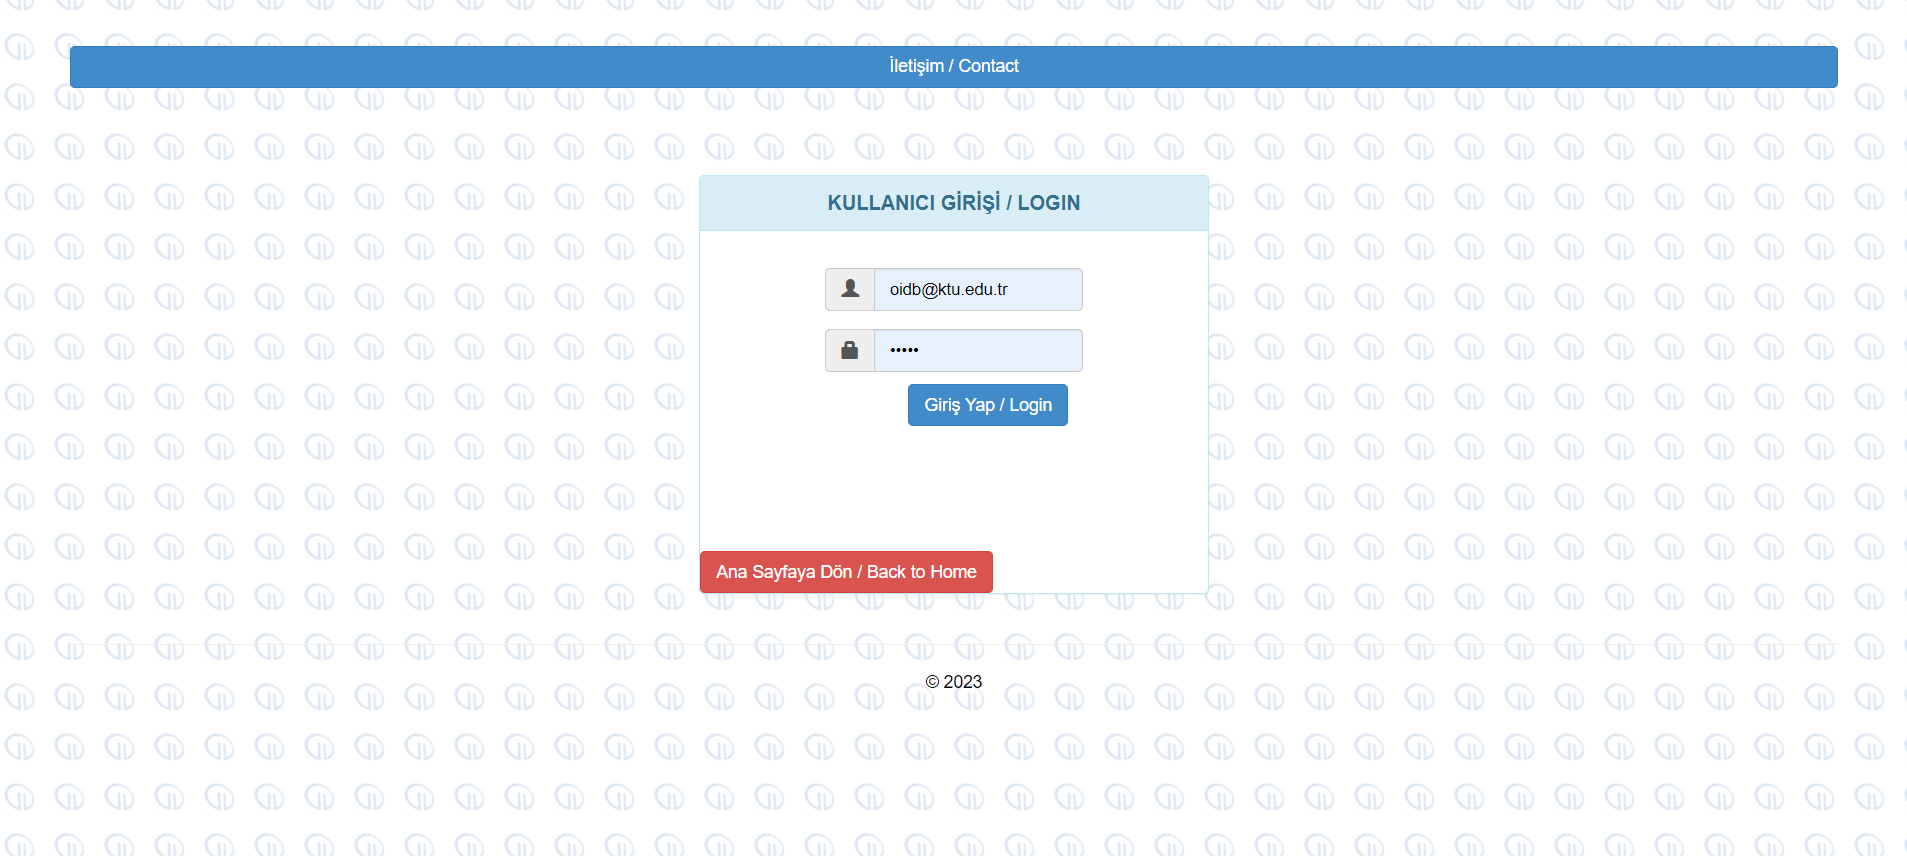 İletişim / Contact
KULLANICI GİRİŞİ / LOGIN
oidb@ktu.edu.tr
•••••
Giriş Yap / Login
Ana Sayfaya Dön / Back to Home
© 2023